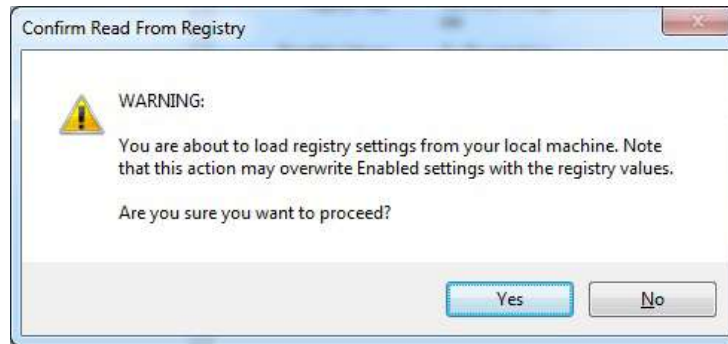 Confirm Read From Registry
WARNING:
You are about to load registry settings from your local machine. Note
that this action may overwrite Enabled settings with the registry values.
Are you sure you want to proceed?
Yes
No